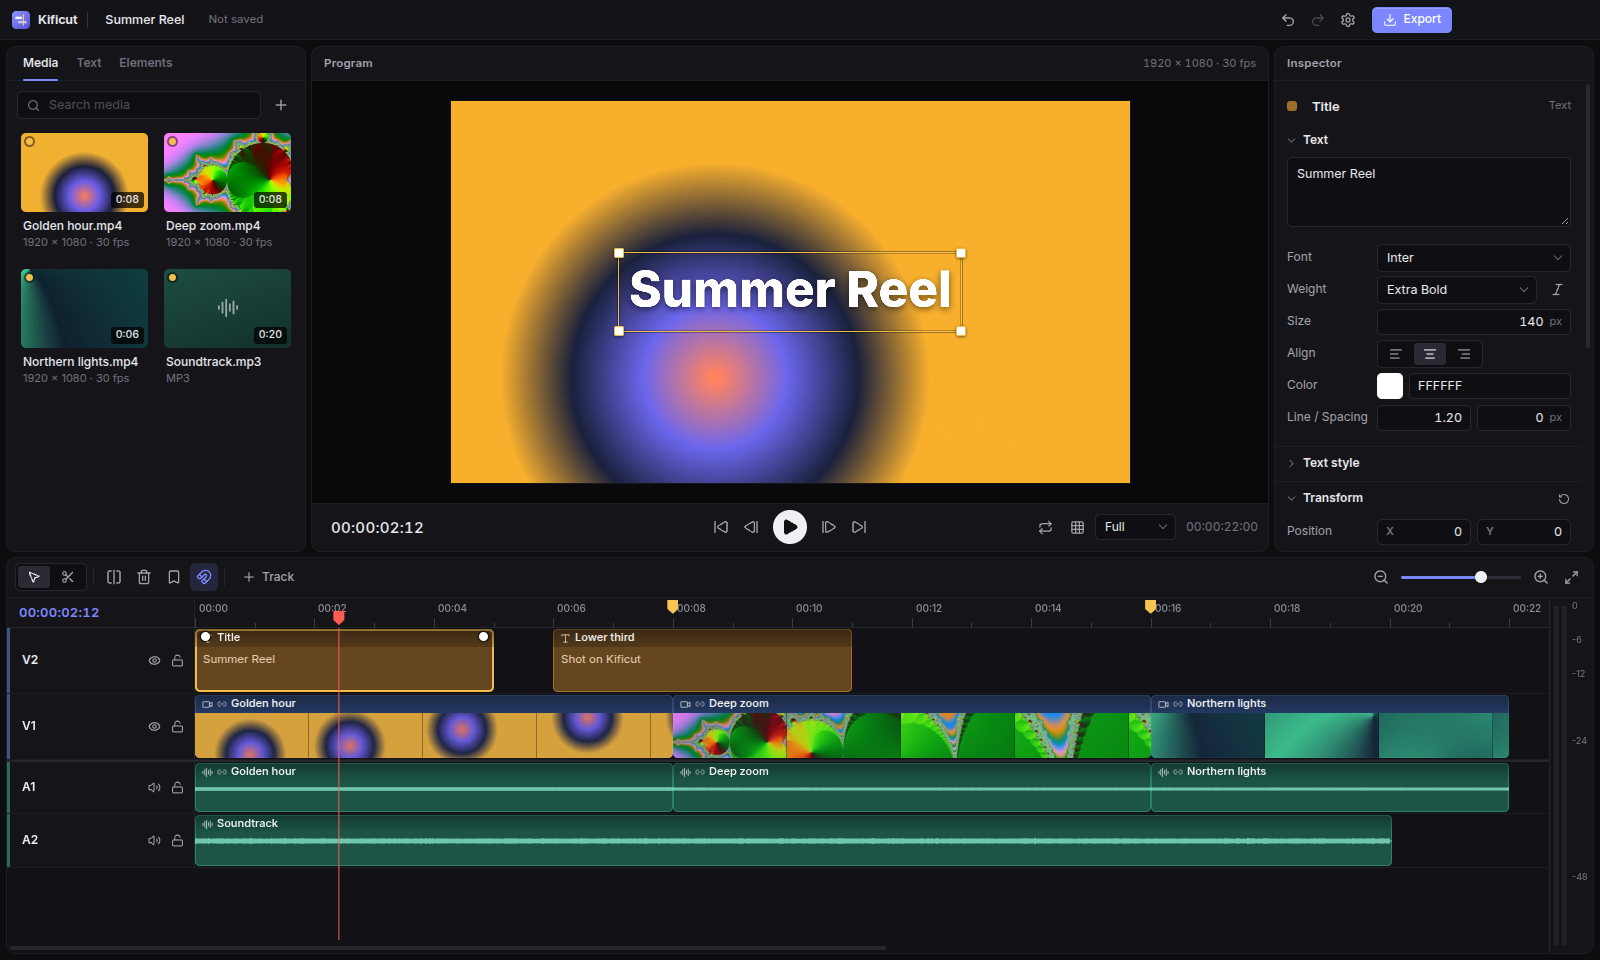 Kificut
Summer Reel
Not saved
Export
Media
Text
Elements
Search media
0:08
Golden hour.mp4
1920 × 1080 · 30 fps
0:08
Deep zoom.mp4
1920 × 1080 · 30 fps
0:06
Northern lights.mp4
1920 × 1080 · 30 fps
0:20
Soundtrack.mp3
MP3
Program
1920 × 1080 · 30 fps
Summer Reel
00:00:02:12
Full
00:00:22:00
Inspector
Title
Text
Text
Summer Reel
Font
Inter
Weight
Extra Bold
Size
140 px
Align
Color
FFFFFF
Line / Spacing
1.20
0 px
Text style
Transform
Position
X 0
Y 0
Track
00:00:02:12
00:00
00:02
00:04
00:06
00:08
00:10
00:12
00:14
00:16
00:18
00:20
00:22
V2
Title
Summer Reel
Lower third
Shot on Kificut
V1
Golden hour
Deep zoom
Northern lights
A1
Golden hour
Deep zoom
Northern lights
A2
Soundtrack
0
-6
-12
-24
-48